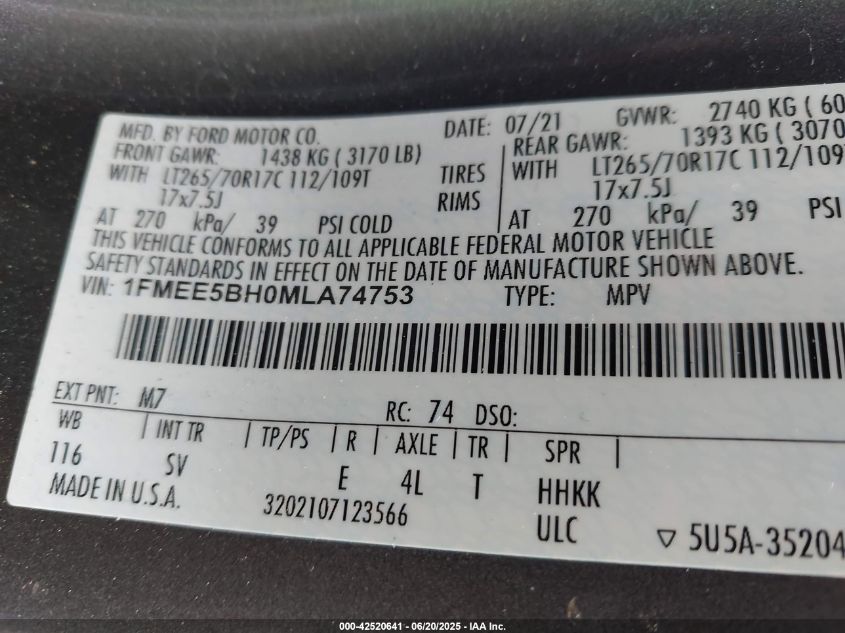 MFD. BY FORD MOTOR CO. DATE: 07/21 GVWR: 2740 KG ( 60
FRONT GAWR: 1438 KG ( 3170 LB) REAR GAWR: 1393 KG ( 3070
WITH LT265/70R17C 112/109T TIRES WITH LT265/70R17C 112/109T
17x7.5J RIMS 17x7.5J
AT 270 kPa/ 39 PSI COLD AT 270 kPa/ 39 PSI
THIS VEHICLE CONFORMS TO ALL APPLICABLE FEDERAL MOTOR VEHICLE
SAFETY STANDARDS IN EFFECT ON THE DATE OF MANUFACTURE SHOWN ABOVE.
VIN: 1FMEE5BH0MLA74753 TYPE: MPV
EXT PNT: M7 RC: 74 DSO:
WB | INT TR | TP/PS | R | AXLE | TR | SPR |
116 SV E 4L T HHKK
MADE IN U.S.A. 3202107123566 ULC ▽ 5U5A-35204
000-42520641 - 06/20/2025 - IAA Inc.